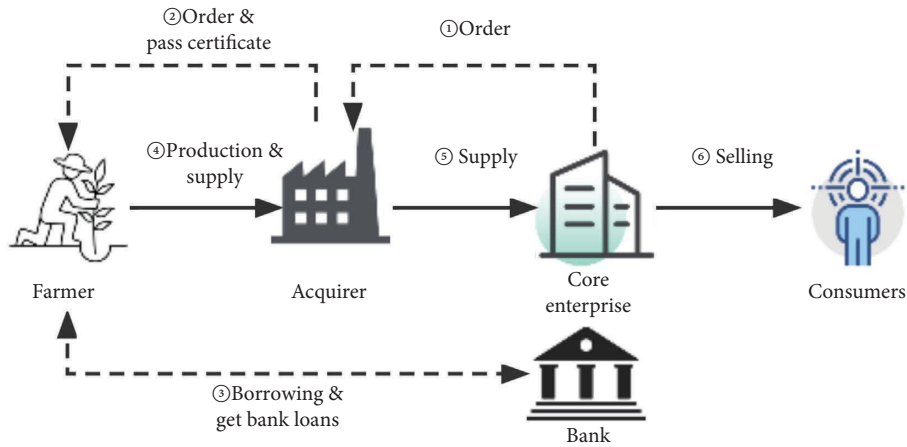 ②Order &
pass certificate
①Order
④Production &
supply
⑤ Supply
⑥ Selling
Farmer
Acquirer
Core
enterprise
Consumers
③Borrowing &
get bank loans
Bank